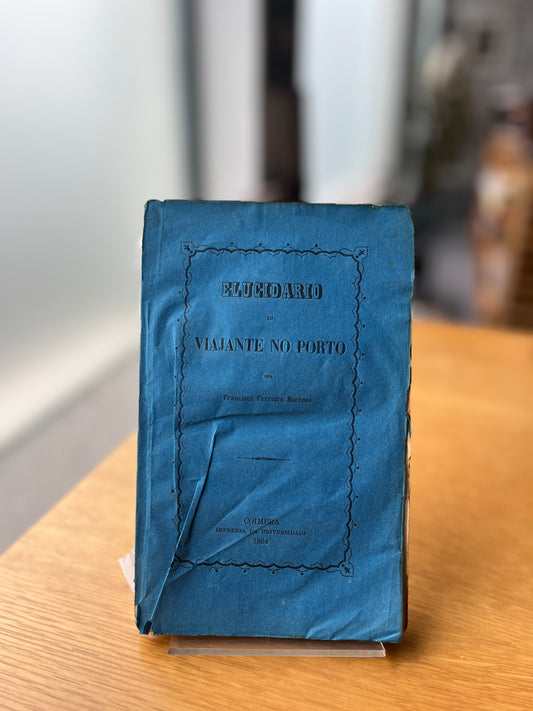 ELUCIDARIO
DO
VIAJANTE NO PORTO
POR
Francisco Ferreira Barbosa
COIMBRA
IMPRENSA DA UNIVERSIDADE
1864